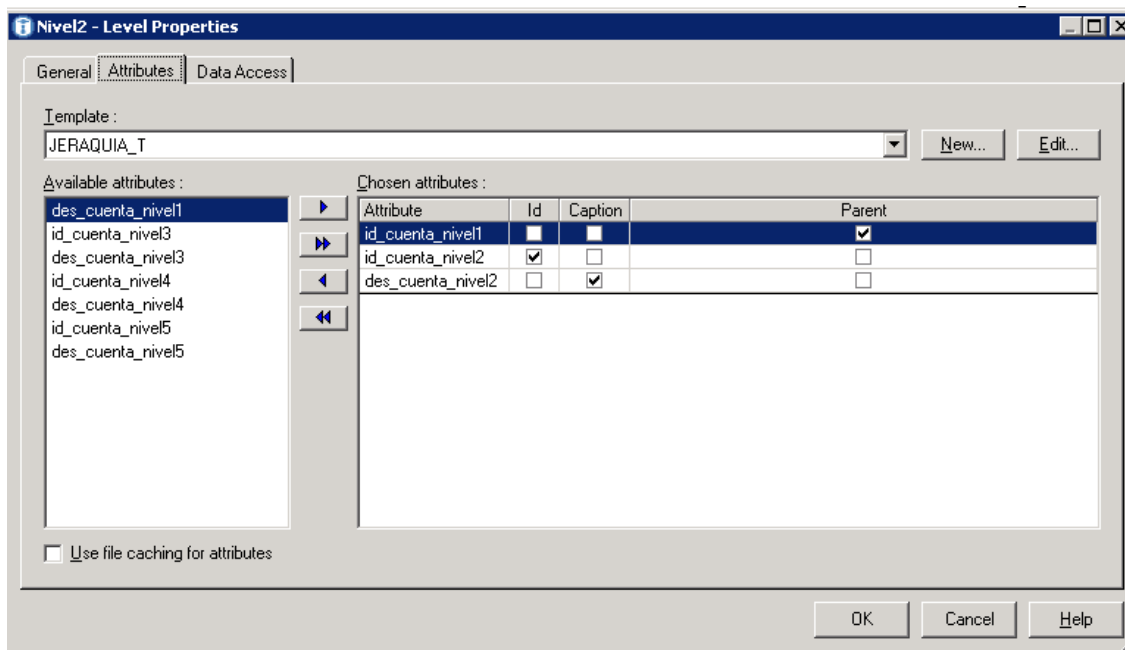 Nivel2 - Level Properties
General Attributes Data Access
Template :
JERAQUIA_T New... Edit...
Available attributes : Chosen attributes :
des_cuenta_nivel1
id_cuenta_nivel3
des_cuenta_nivel3
id_cuenta_nivel4
des_cuenta_nivel4
id_cuenta_nivel5
des_cuenta_nivel5
Attribute Id Caption Parent
id_cuenta_nivel1
id_cuenta_nivel2
des_cuenta_nivel2
Use file caching for attributes
OK Cancel Help